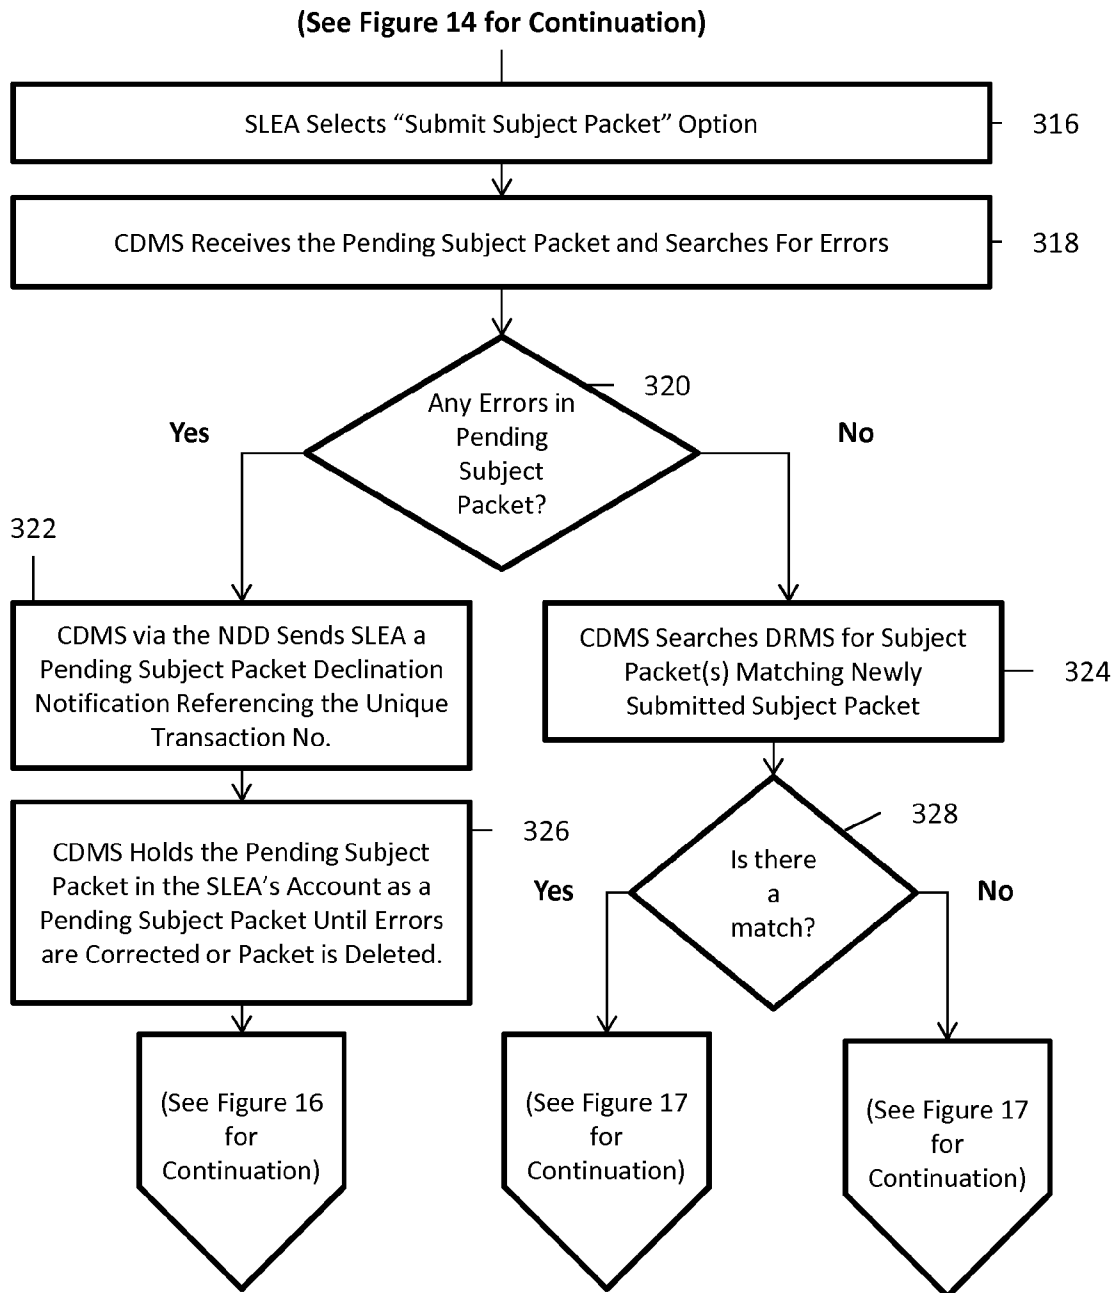 (See Figure 14 for Continuation)
SLEA Selects “Submit Subject Packet” Option
316
CDMS Receives the Pending Subject Packet and Searches For Errors
318
320
Any Errors in
Pending
Subject
Packet?
Yes
No
322
CDMS via the NDD Sends SLEA a
Pending Subject Packet Declination
Notification Referencing the Unique
Transaction No.
CDMS Searches DRMS for Subject
Packet(s) Matching Newly
Submitted Subject Packet
324
326
CDMS Holds the Pending Subject
Packet in the SLEA’s Account as a
Pending Subject Packet Until Errors
are Corrected or Packet is Deleted.
328
Is there
a
match?
Yes
No
(See Figure 16
for
Continuation)
(See Figure 17
for
Continuation)
(See Figure 17
for
Continuation)